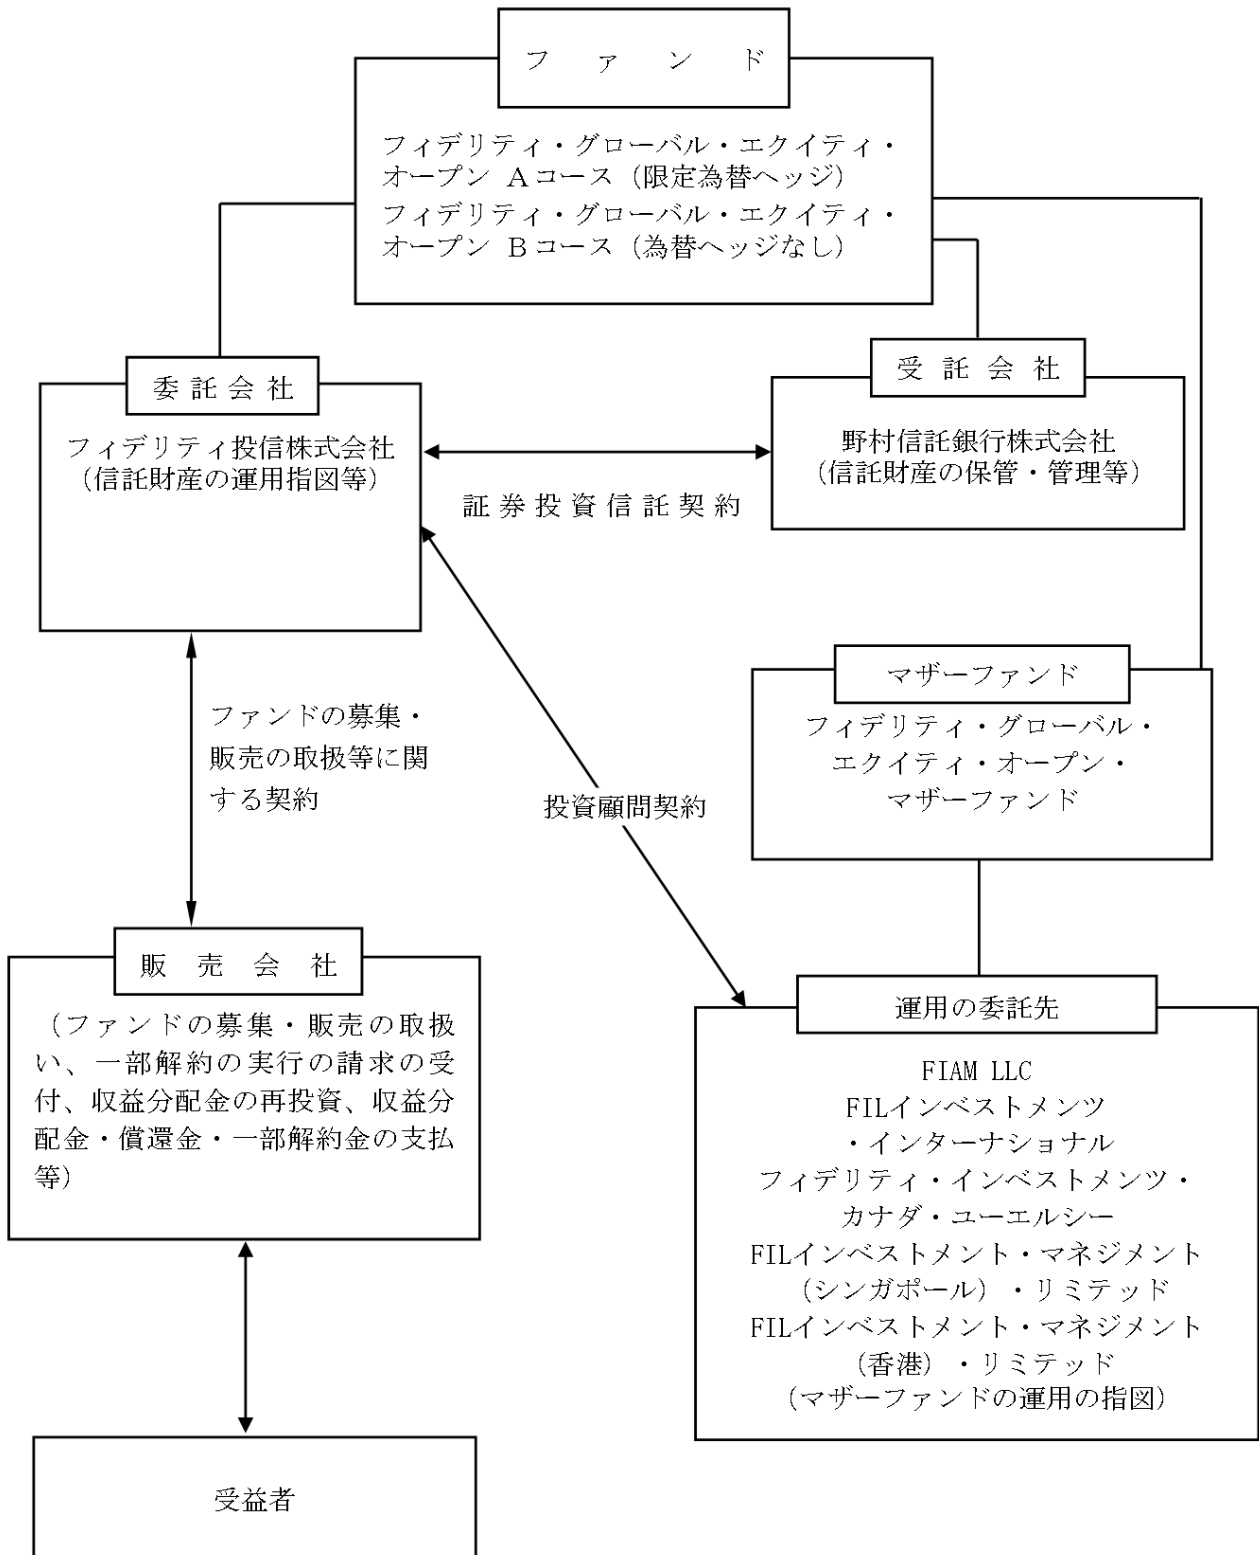 ファンド
フィデリティ・グローバル・エクイティ・
オープン Aコース（限定為替ヘッジ）
フィデリティ・グローバル・エクイティ・
オープン Bコース（為替ヘッジなし）
委託会社
フィデリティ投信株式会社
（信託財産の運用指図等）
受託会社
野村信託銀行株式会社
（信託財産の保管・管理等）
証券投資信託契約
マザーファンド
フィデリティ・グローバル・
エクイティ・オープン・
マザーファンド
ファンドの募集・
販売の取扱等に関
する契約
投資顧問契約
販売会社
（ファンドの募集・販売の取扱
い、一部解約の実行の請求の受
付、収益分配金の再投資、収益分
配金・償還金・一部解約金の支払
等）
運用の委託先
FIAM LLC
FILインベストメンツ
・インターナショナル
フィデリティ・インベストメンツ・
カナダ・ユーエルシー
FILインベストメント・マネジメント
（シンガポール）・リミテッド
FILインベストメント・マネジメント
（香港）・リミテッド
（マザーファンドの運用の指図）
受益者